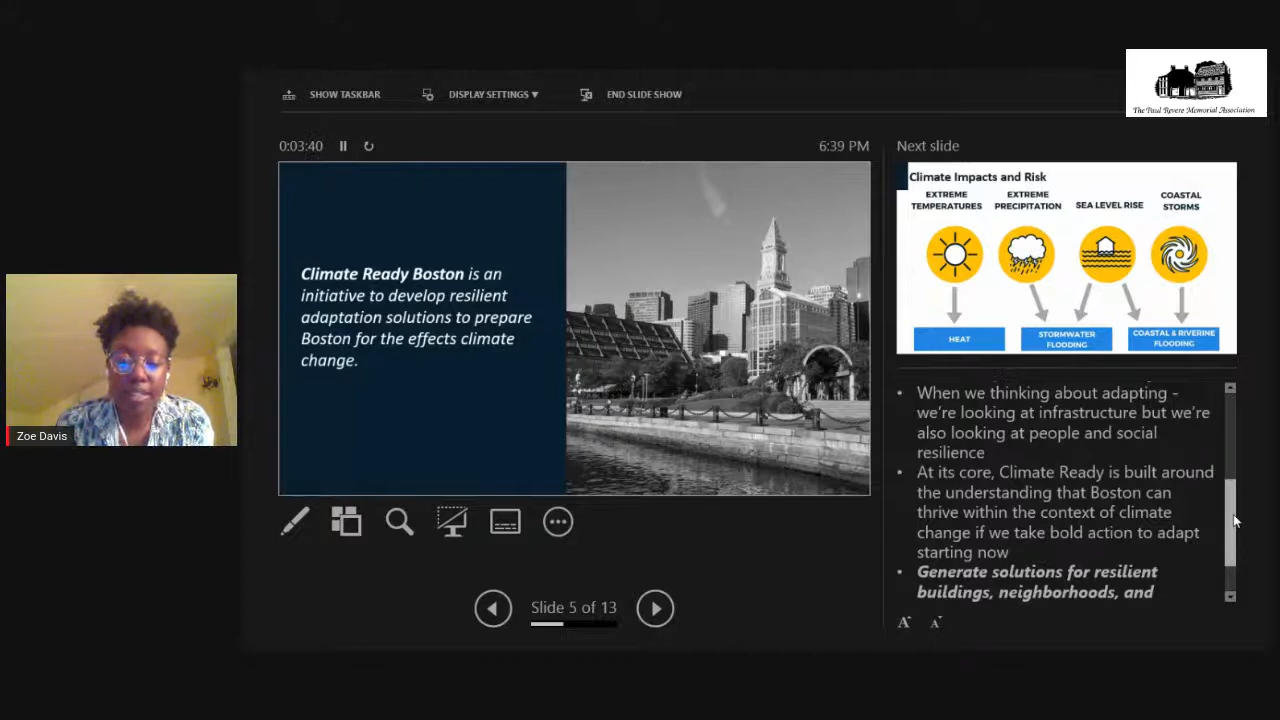 The Paul Revere Memorial Association
SHOW TASKBAR
DISPLAY SETTINGS ▼
END SLIDE SHOW
0:03:40
6:39 PM
Climate Ready Boston is an
initiative to develop resilient
adaptation solutions to prepare
Boston for the effects climate
change.
Zoe Davis
Slide 5 of 13
Next slide
Climate Impacts and Risk
EXTREME
TEMPERATURES
EXTREME
PRECIPITATION
SEA LEVEL RISE
COASTAL
STORMS
HEAT
STORMWATER
FLOODING
COASTAL & RIVERINE
FLOODING
• When we thinking about adapting -
we're looking at infrastructure but we're
also looking at people and social
resilience
• At its core, Climate Ready is built around
the understanding that Boston can
thrive within the context of climate
change if we take bold action to adapt
starting now
• Generate solutions for resilient
buildings, neighborhoods, and
A A